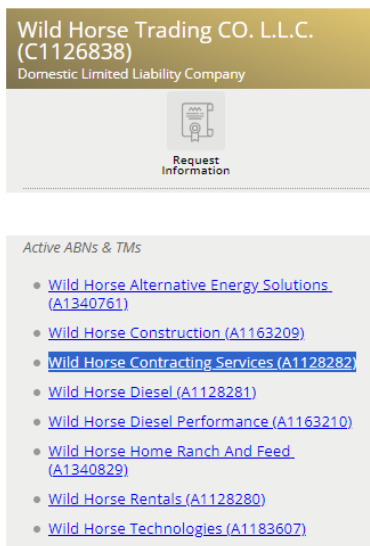 Wild Horse Trading CO. L.L.C.
(C1126838)
Domestic Limited Liability Company
Request
Information
Active ABNs & TMs
Wild Horse Alternative Energy Solutions
(A1340761)
Wild Horse Construction (A1163209)
Wild Horse Contracting Services (A1128282)
Wild Horse Diesel (A1128281)
Wild Horse Diesel Performance (A1163210)
Wild Horse Home Ranch And Feed
(A1340829)
Wild Horse Rentals (A1128280)
Wild Horse Technologies (A1183607)